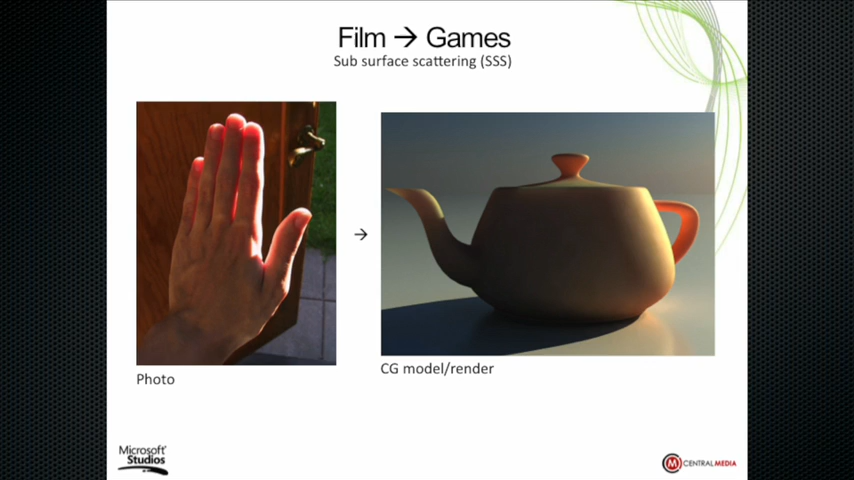 Film → Games
Sub surface scattering (SSS)
→
Photo
CG model/render
Microsoft
Studios
M CENTRAL MEDIA